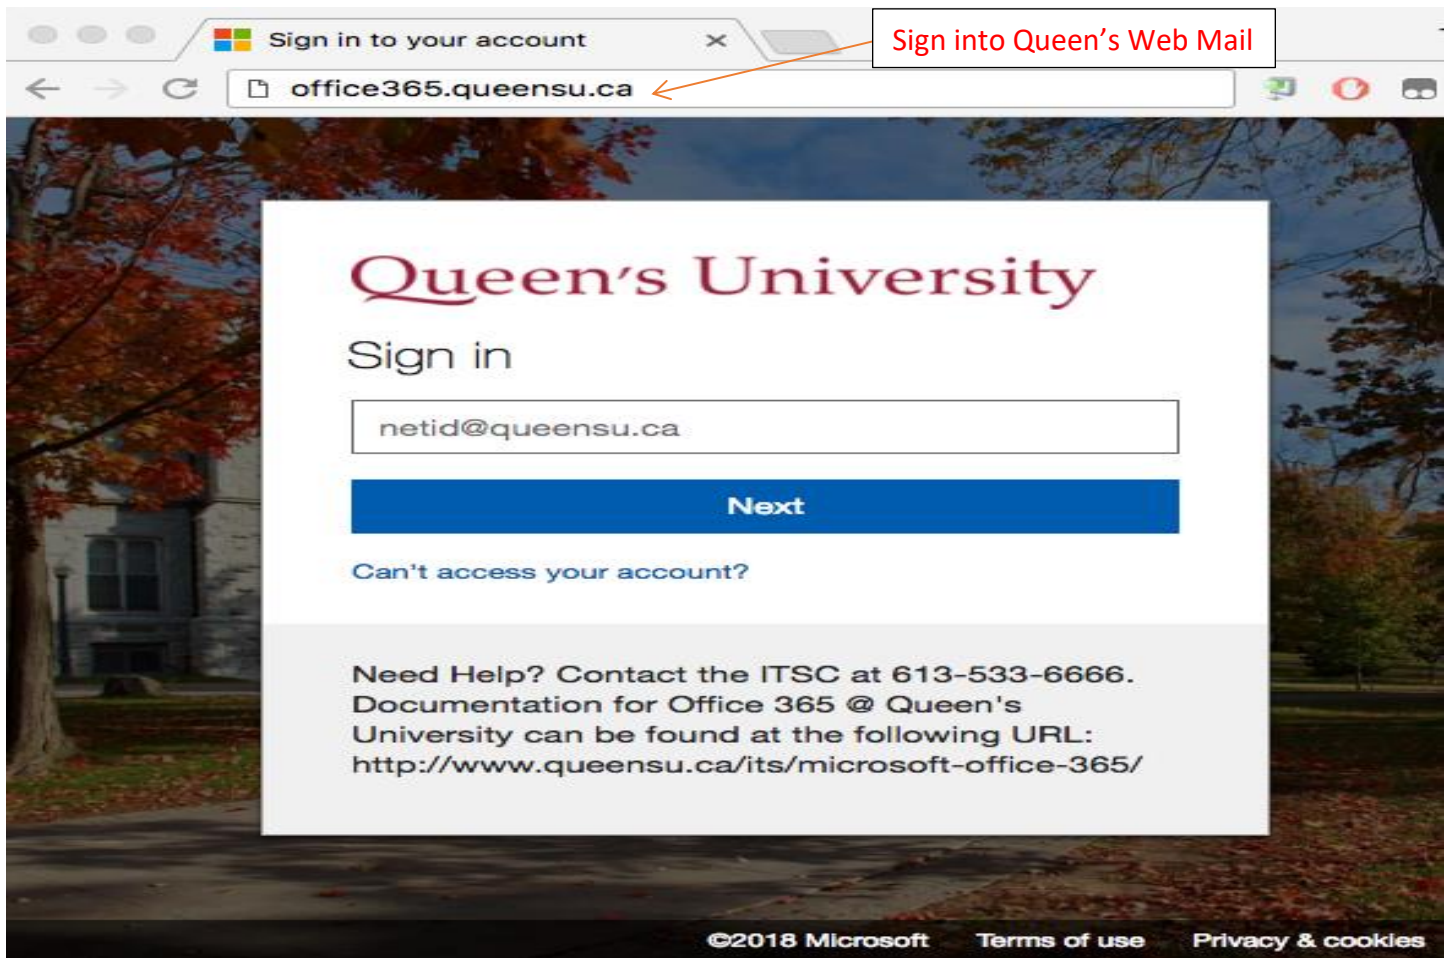 Sign in to your account
Sign into Queen's Web Mail
office365.queensu.ca
Queen's University
Sign in
netid@queensu.ca
Next
Can't access your account?
Need Help? Contact the ITSC at 613-533-6666.
Documentation for Office 365 @ Queen's
University can be found at the following URL:
http://www.queensu.ca/its/microsoft-office-365/
©2018 Microsoft Terms of use Privacy & cookies